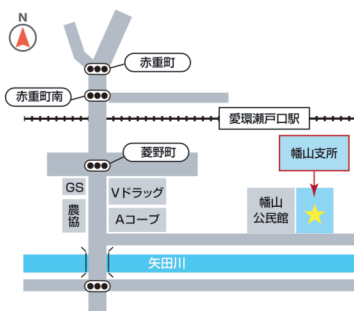 N
赤重町
赤重町南
愛環瀬戸口駅
幡山支所
菱野町
GS
Vドラッグ
農協
Aコープ
幡山
公民館
矢田川